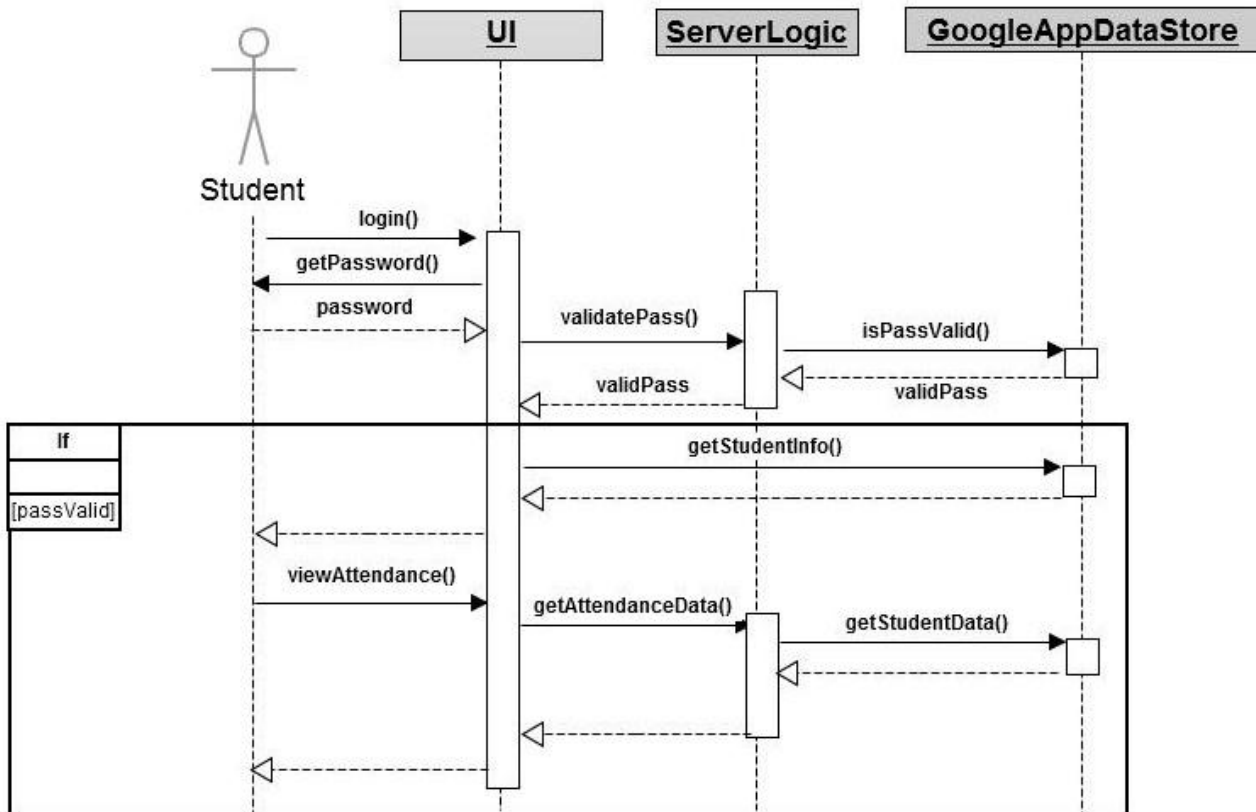 UI
ServerLogic
GoogleAppDataStore
Student
login()
getPassword()
password
validatePass()
isPassValid()
validPass
validPass
If
[passValid]
getStudentInfo()
viewAttendance()
getAttendanceData()
getStudentData()